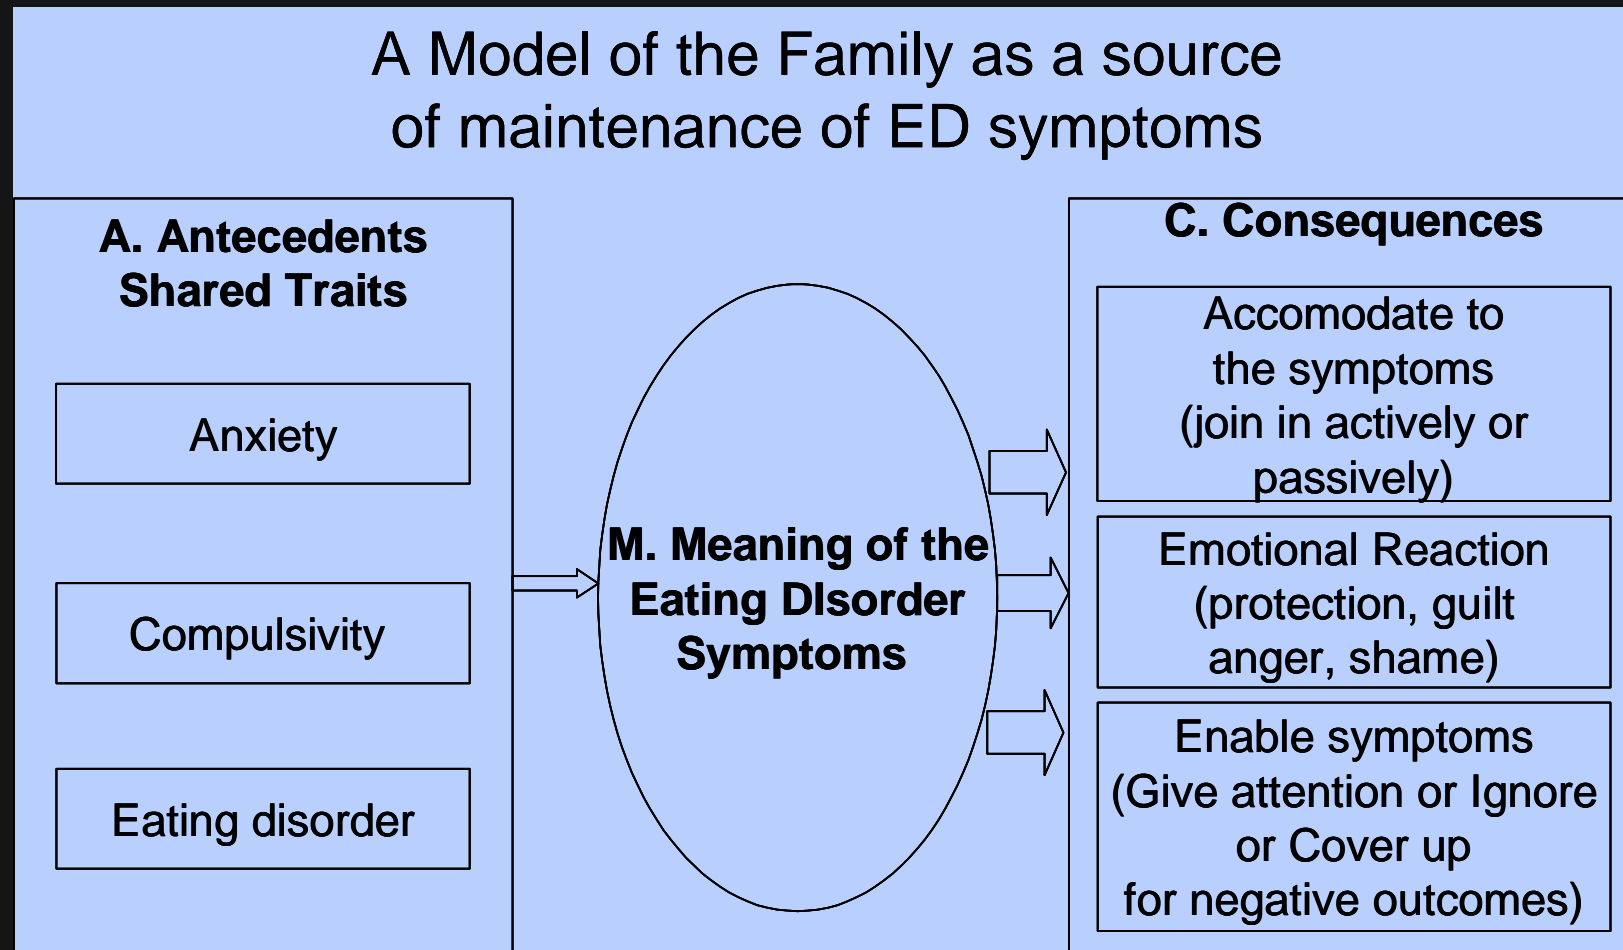 A Model of the Family as a source
of maintenance of ED symptoms
A. Antecedents
Shared Traits
Anxiety
Compulsivity
Eating disorder
M. Meaning of the
Eating DIsorder
Symptoms
C. Consequences
Accomodate to
the symptoms
(join in actively or
passively)
Emotional Reaction
(protection, guilt
anger, shame)
Enable symptoms
(Give attention or Ignore
or Cover up
for negative outcomes)